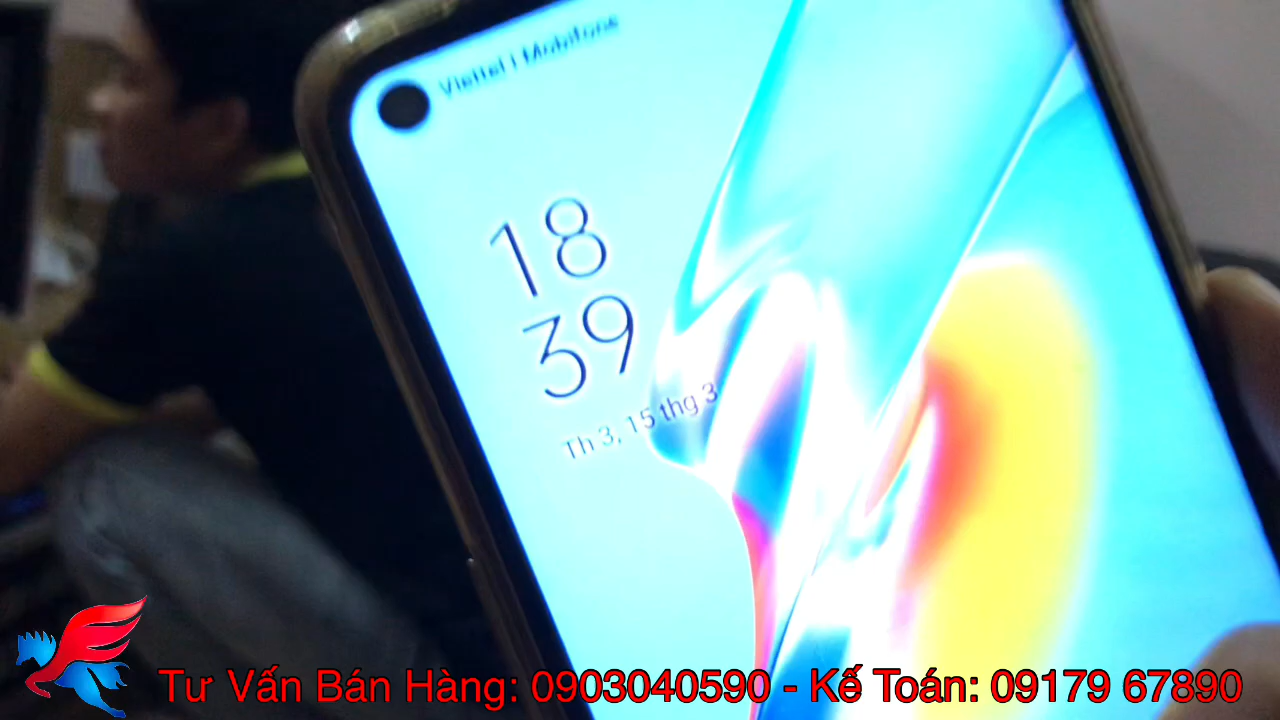 Viettel | Mobifone
18
39
Th 3, 15 thg 3
Tư Vấn Bán Hàng: 0903040590 - Kế Toán: 09179 67890